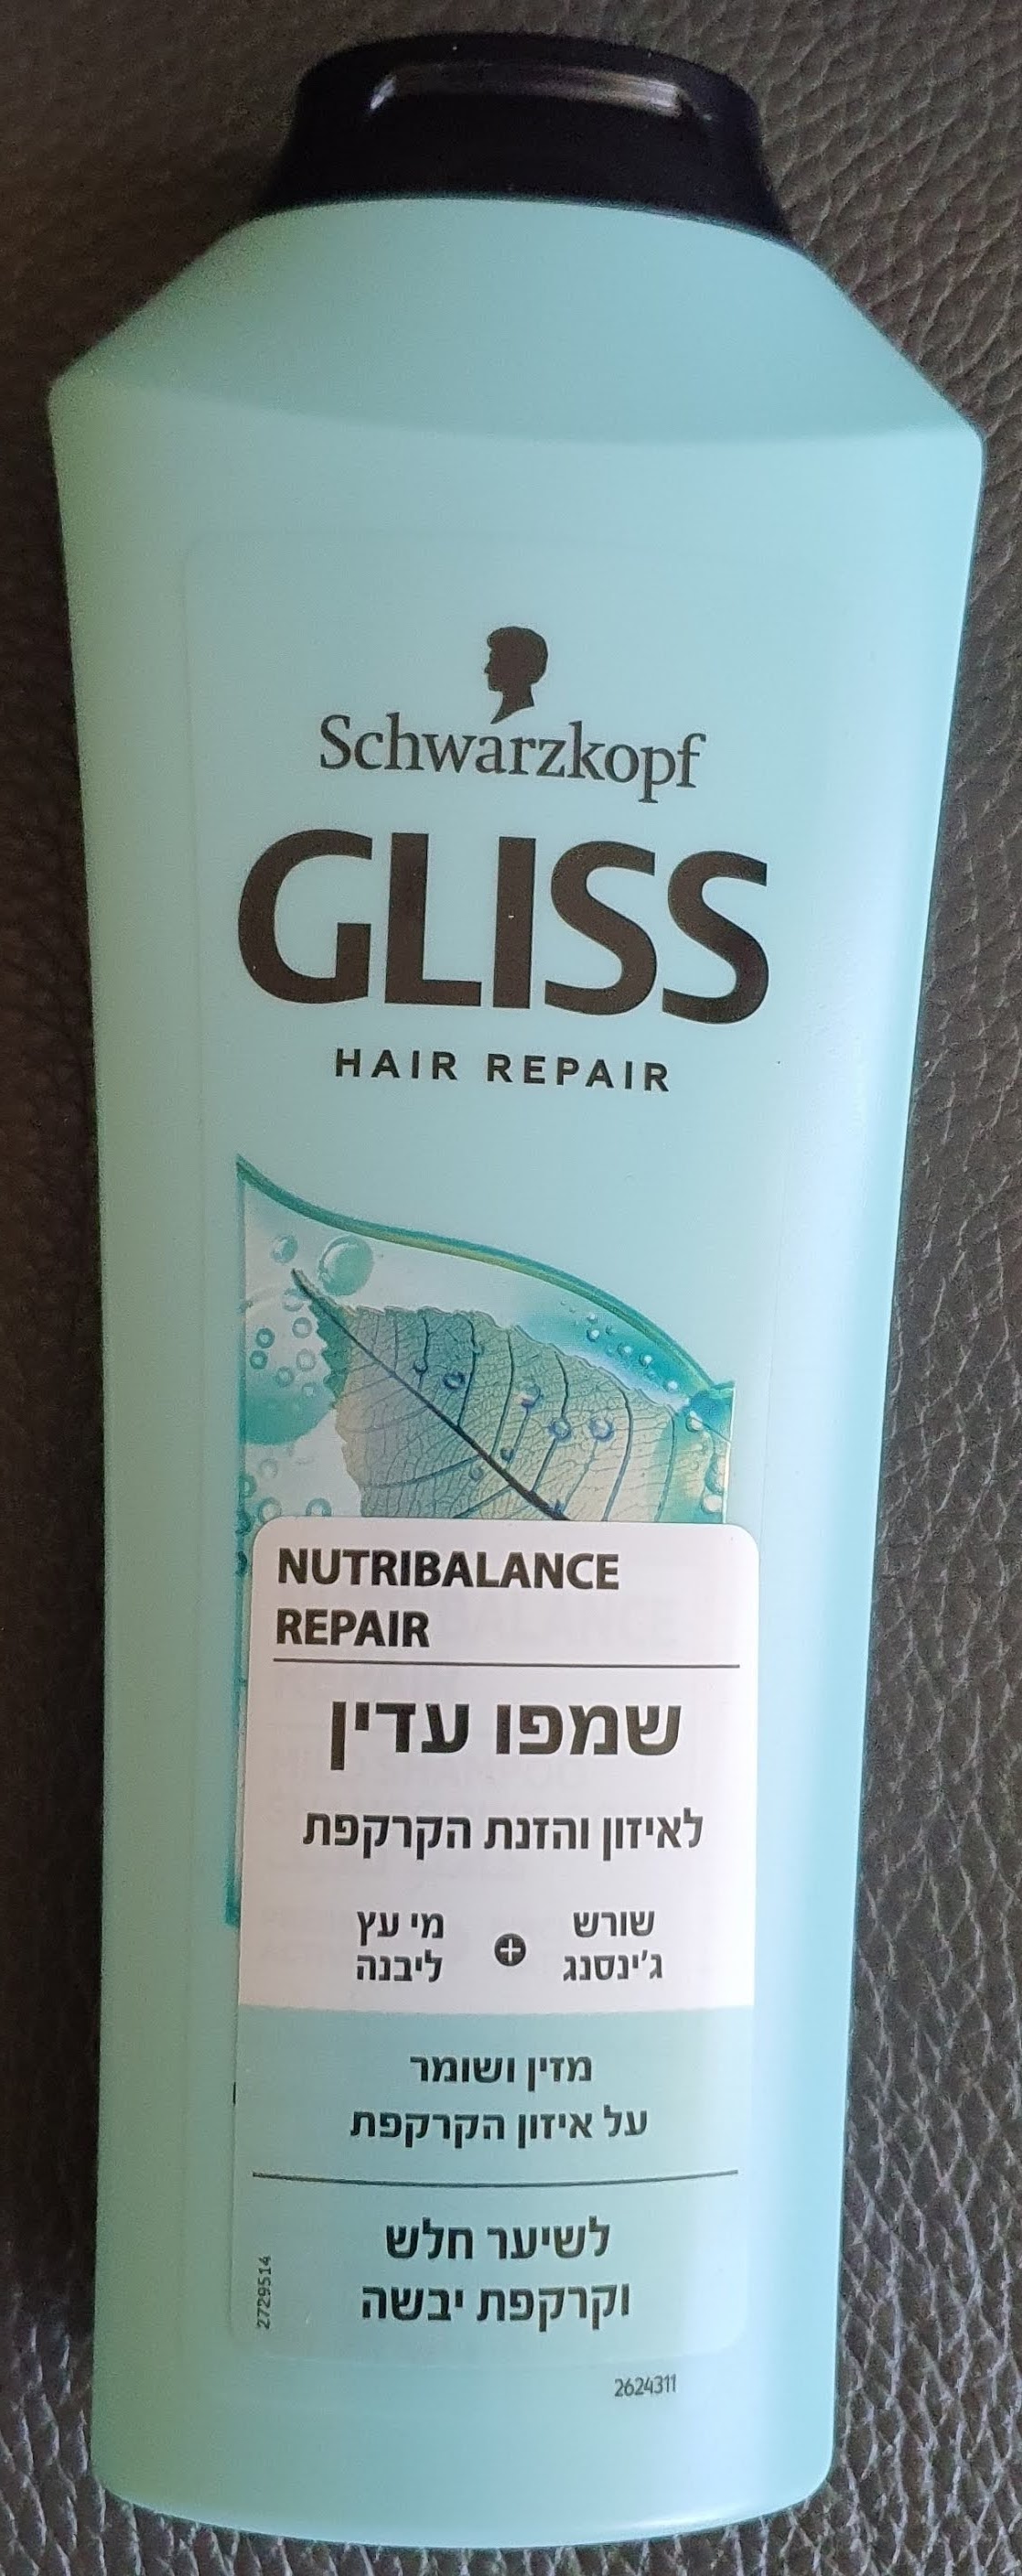 Schwarzkopf
GLISS
HAIR REPAIR
NUTRIBALANCE
REPAIR
שמפו עדין
לאיזון והזנת הקרקפת
שורש
ג'ינסנג
+
מי עץ
ליבנה
מזין ושומר
על איזון הקרקפת
לשיער חלש
וקרקפת יבשה
2729514
2624311